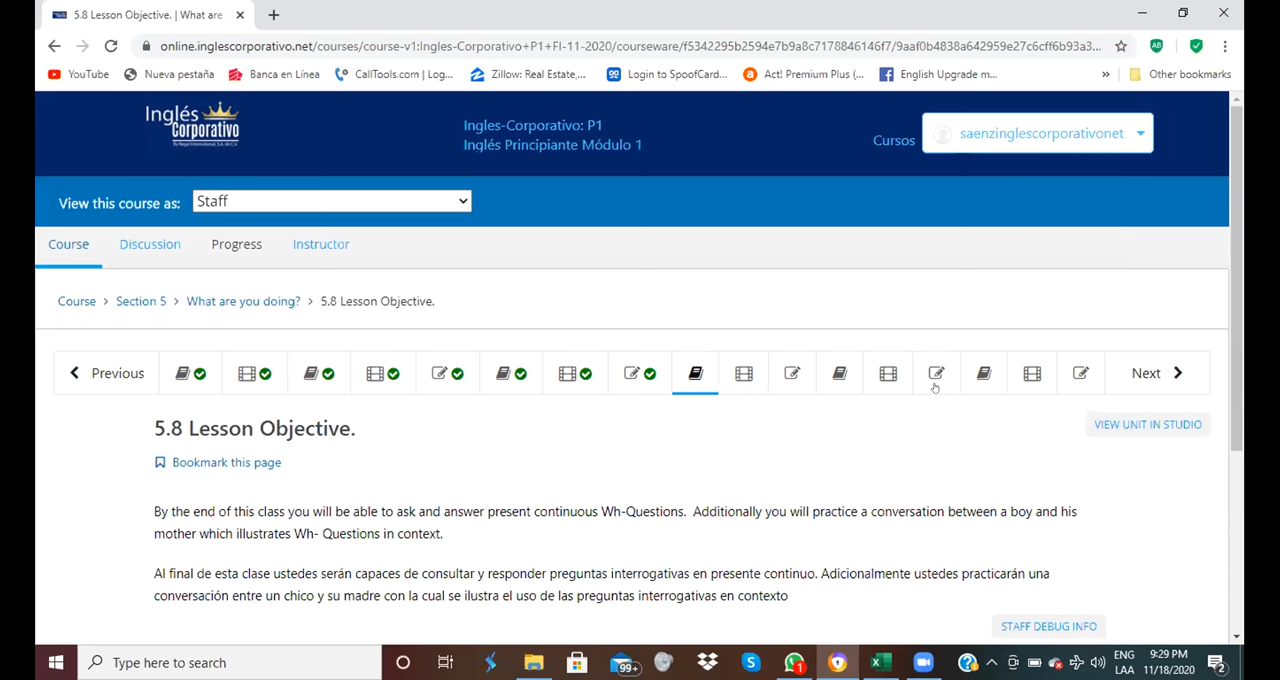 5.8 Lesson Objective. | What are
online.inglescorporativo.net/courses/course-v1:Ingles-Corporativo+P1+FI-11-2020/courseware/f5342295b2594e7b9a8c7178846146f7/9aaf0b4838a642959e27c6cff6b93a3...
YouTube Nueva pestaña Banca en Línea CallTools.com | Log... Zillow: Real Estate,... Login to SpoofCard... Act! Premium Plus (... English Upgrade m... » Other bookmarks
Inglés
Corporativo
Ingles-Corporativo: P1
Inglés Principiante Módulo 1
Cursos
saenzinglescorporativonet
View this course as: Staff
Course Discussion Progress Instructor
Course > Section 5 > What are you doing? > 5.8 Lesson Objective.
Previous Next
5.8 Lesson Objective.
VIEW UNIT IN STUDIO
Bookmark this page
By the end of this class you will be able to ask and answer present continuous Wh-Questions. Additionally you will practice a conversation between a boy and his
mother which illustrates Wh- Questions in context.
Al final de esta clase ustedes serán capaces de consultar y responder preguntas interrogativas en presente continuo. Adicionalmente ustedes practicarán una
conversación entre un chico y su madre con la cual se ilustra el uso de las preguntas interrogativas en contexto
STAFF DEBUG INFO
Type here to search
99+
1
ENG
LAA
9:29 PM
11/18/2020
2